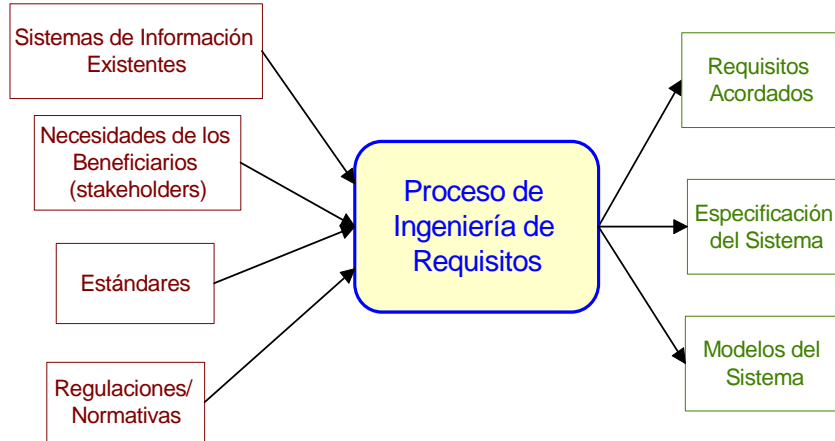 Sistemas de Información
Existentes
Necesidades de los
Beneficiarios
(stakeholders)
Estándares
Regulaciones/
Normativas
Proceso de
Ingeniería de
Requisitos
Requisitos
Acordados
Especificación
del Sistema
Modelos del
Sistema